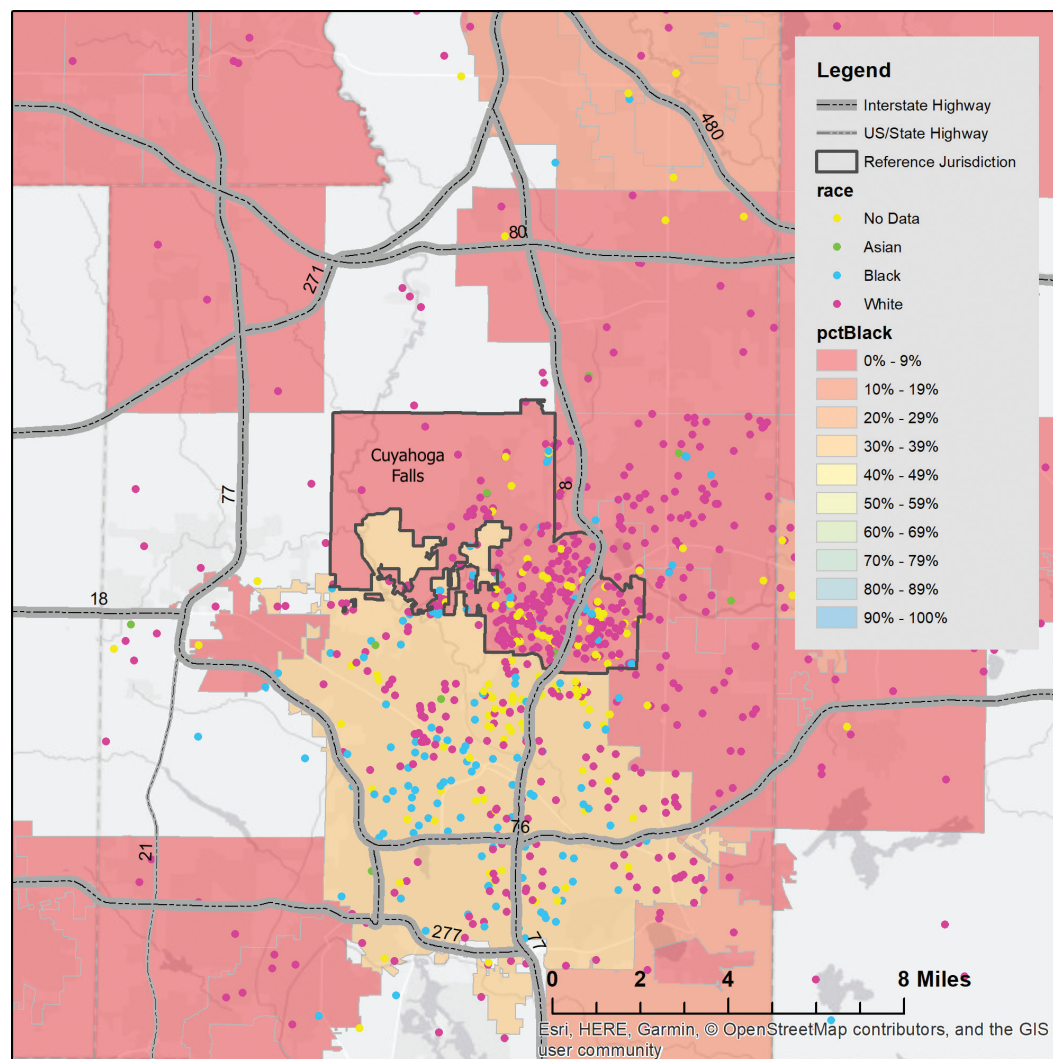 Legend
Interstate Highway
US/State Highway
Reference Jurisdiction
race
No Data
Asian
Black
White
pctBlack
0% - 9%
10% - 19%
20% - 29%
30% - 39%
40% - 49%
50% - 59%
60% - 69%
70% - 79%
80% - 89%
90% - 100%
480
80
271
Cuyahoga
Falls
77
8
18
76
21
277
77
0 2 4 8 Miles
Esri, HERE, Garmin, © OpenStreetMap contributors, and the GIS
user community